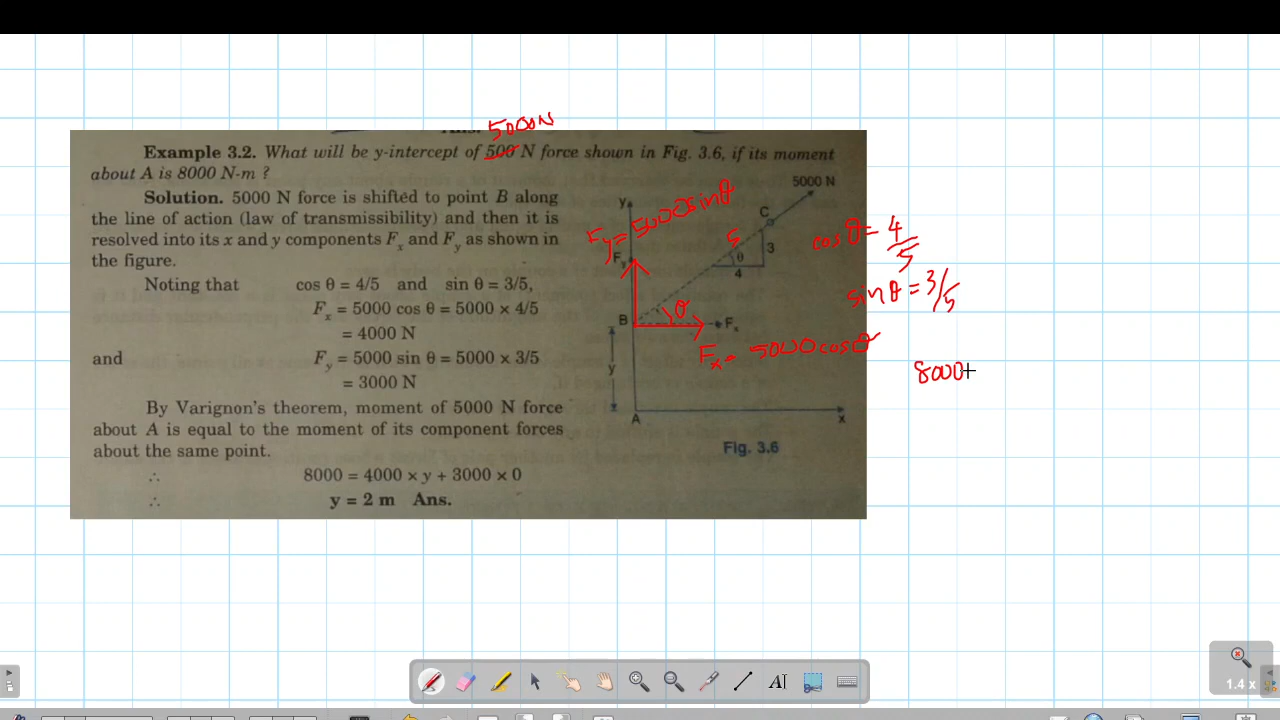 5000N
Example 3.2. What will be y-intercept of 500 N force shown in Fig. 3.6, if its moment
about A is 8000 N-m ?
Solution. 5000 N force is shifted to point B along
the line of action (law of transmissibility) and then it is
resolved into its x and y components Fx and Fy as shown in
the figure.
Noting that cos θ = 4/5 and sin θ = 3/5,
Fx = 5000 cos θ = 5000 × 4/5
= 4000 N
and Fy = 5000 sin θ = 5000 × 3/5
= 3000 N
By Varignon's theorem, moment of 5000 N force
about A is equal to the moment of its component forces
about the same point.
∴ 8000 = 4000 × y + 3000 × 0
∴ y = 2 m Ans.
5000 N
y
C
Fy = 5000 sinθ
5
3
Fy
θ
4
θ
B
Fx
Fx = 5000 cosθ
y
A
x
Fig. 3.6
cos θ = 4/5
sin θ = 3/5
8000
AI
1.4 x